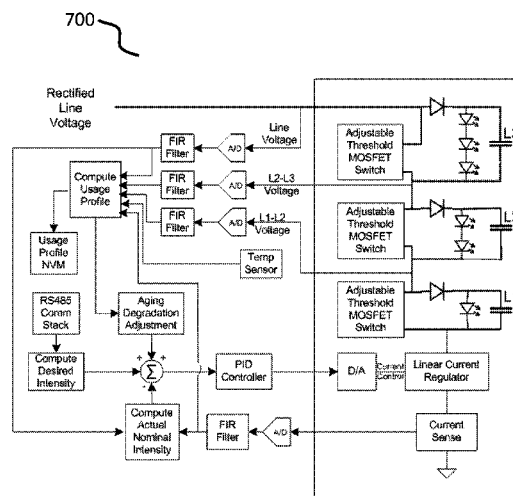 700
Rectified
Line
Voltage
Line
Voltage
FIR
Filter
A/D
L2-L3
Voltage
FIR
Filter
A/D
L1-L2
Voltage
FIR
Filter
A/D
Compute
Usage
Profile
Usage
Profile
NVM
Temp
Sensor
RS485
Comm
Stack
Aging
Degradation
Adjustment
Compute
Desired
Intensity
+
+
-
Σ
PID
Controller
D/A
Current
Control
Linear Current
Regulator
Compute
Actual
Nominal
Intensity
FIR
Filter
A/D
Current
Sense
Adjustable
Threshold
MOSFET
Switch
Adjustable
Threshold
MOSFET
Switch
Adjustable
Threshold
MOSFET
Switch